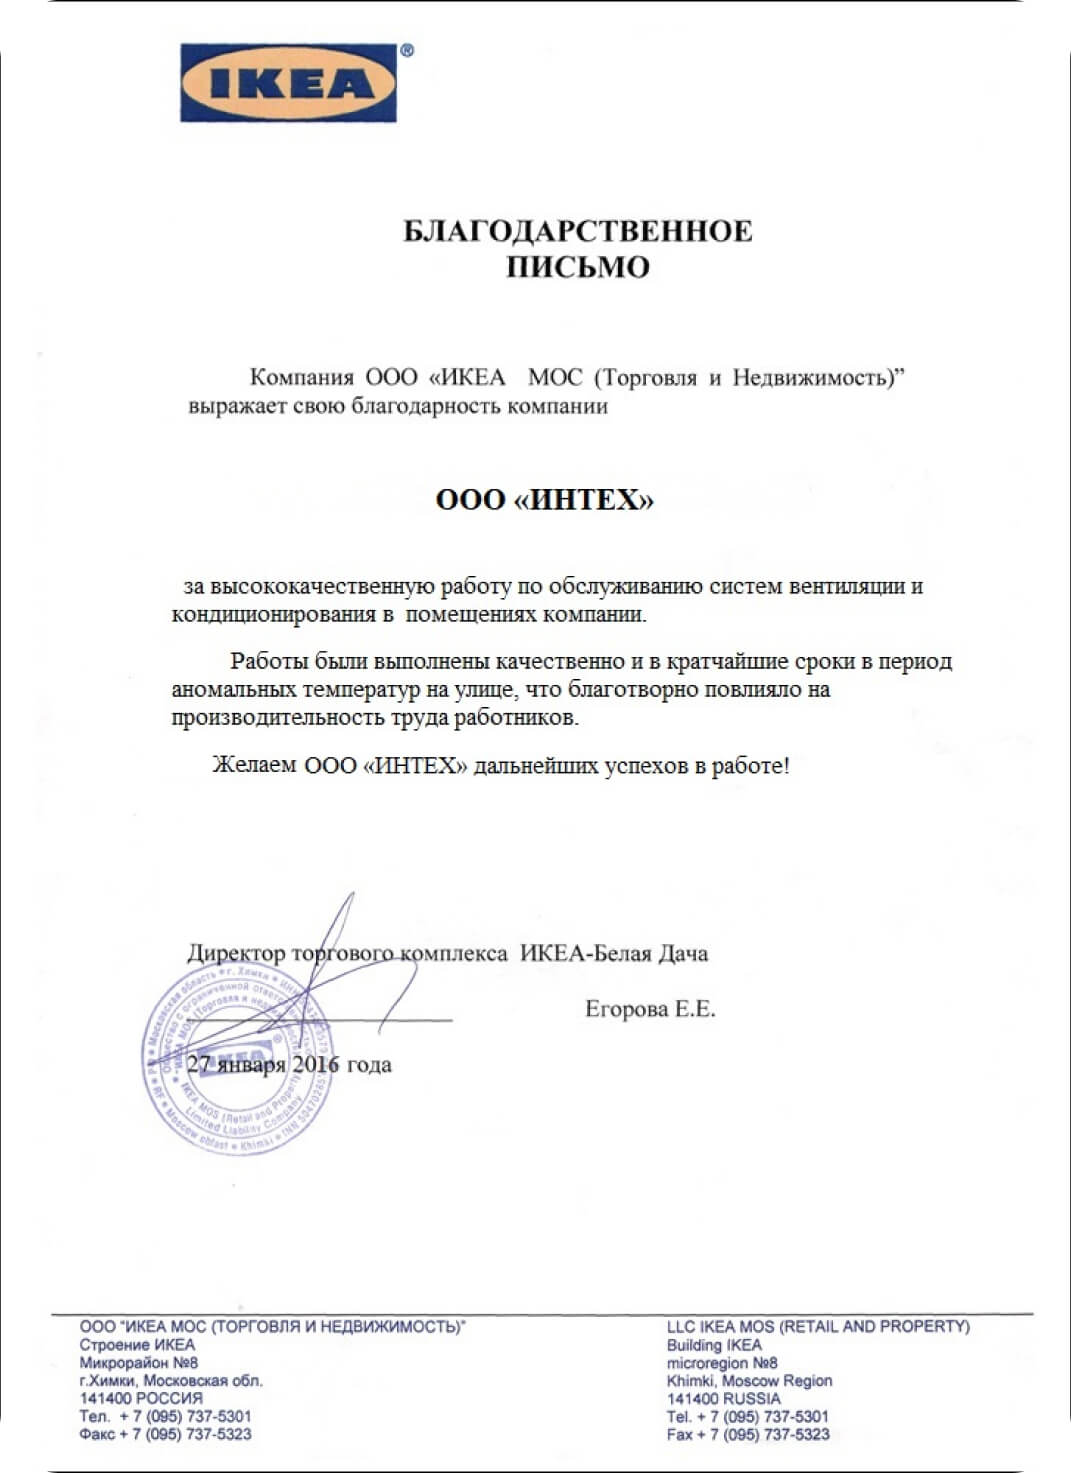 IKEA®
БЛАГОДАРСТВЕННОЕ
ПИСЬМО
Компания ООО «ИКЕА МОС (Торговля и Недвижимость)”
выражает свою благодарность компании
ООО «ИНТЕХ»
за высококачественную работу по обслуживанию систем вентиляции и
кондиционирования в помещениях компании.
Работы были выполнены качественно и в кратчайшие сроки в период
аномальных температур на улице, что благотворно повлияло на
производительность труда работников.
Желаем ООО «ИНТЕХ» дальнейших успехов в работе!
Директор торгового комплекса ИКЕА-Белая Дача
Егорова Е.Е.
27 января 2016 года
Московская область * г. Химки
Общество с ограниченной
ИКЕА МОС (Торговля и
IKEA
IKEA MOS (Retail and Property)
Limited Liability Company
RF * Moscow oblast * Khimki * INN
ООО "ИКЕА МОС (ТОРГОВЛЯ И НЕДВИЖИМОСТЬ)"
Строение ИКЕА
Микрорайон №8
г.Химки, Московская обл.
141400 РОССИЯ
Тел. + 7 (095) 737-5301
Факс + 7 (095) 737-5323
LLC IKEA MOS (RETAIL AND PROPERTY)
Building IKEA
microregion №8
Khimki, Moscow Region
141400 RUSSIA
Tel. + 7 (095) 737-5301
Fax + 7 (095) 737-5323